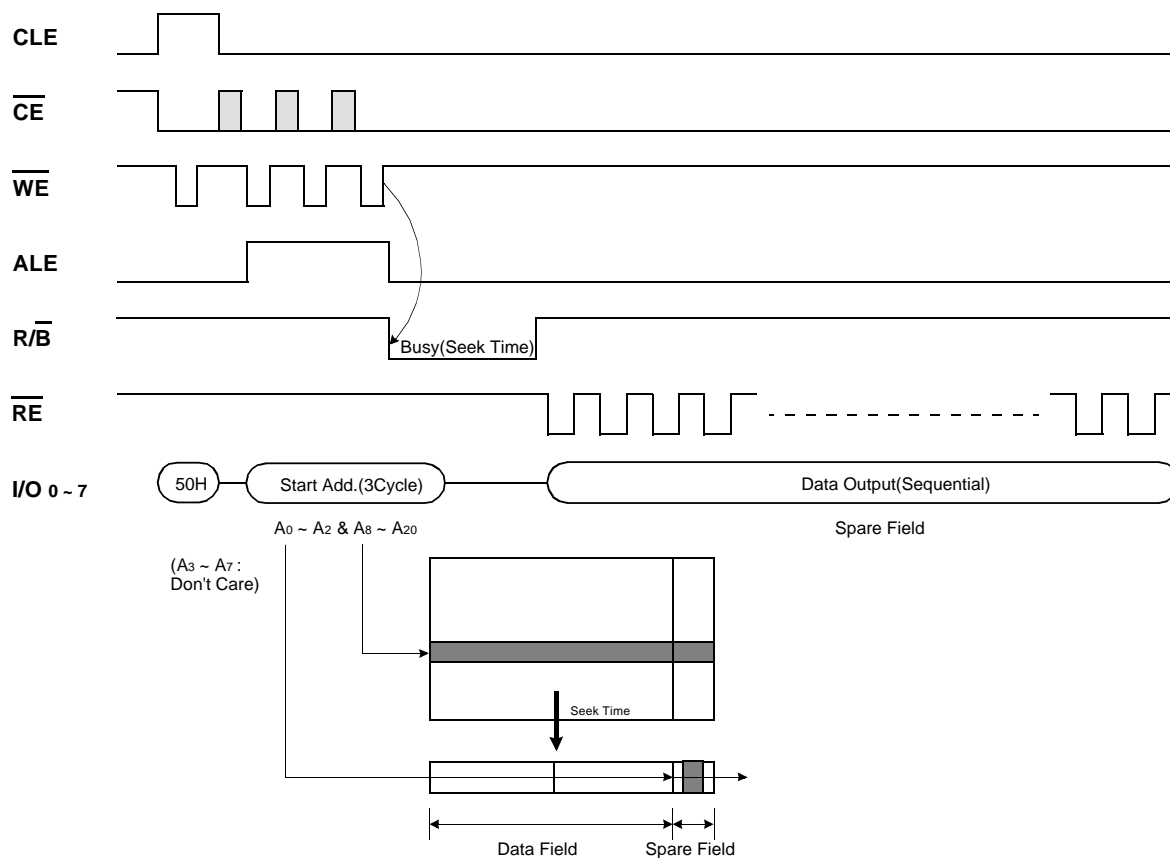 CLE
CE
WE
ALE
R/B
Busy(Seek Time)
RE
I/O 0 ~ 7
50H
Start Add.(3Cycle)
Data Output(Sequential)
A0 ~ A2 & A8 ~ A20
Spare Field
(A3 ~ A7 :
Don't Care)
Seek Time
Data Field
Spare Field